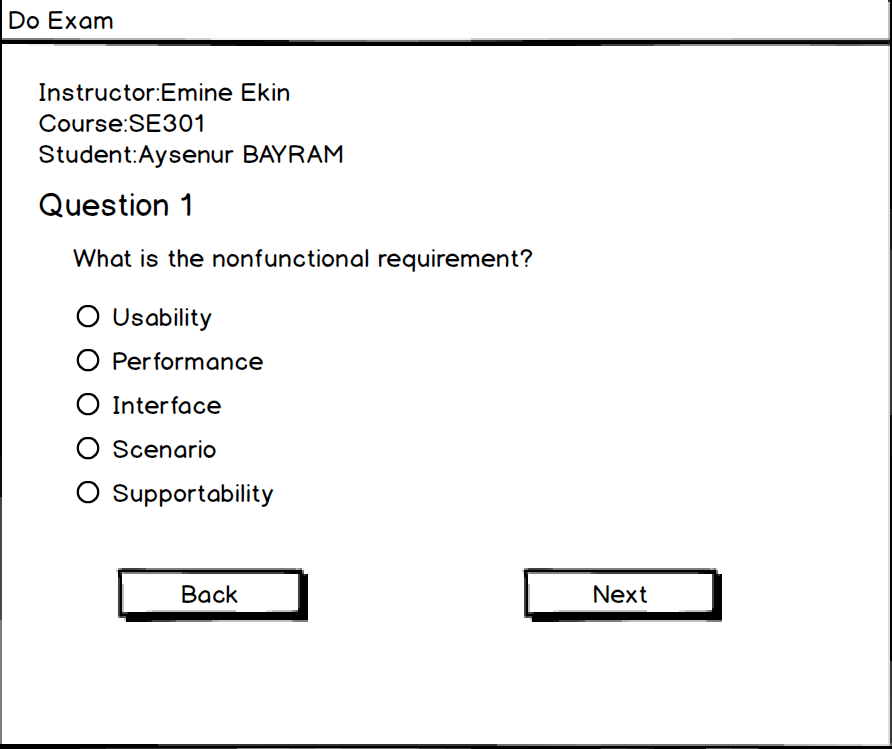 Do Exam
Instructor:Emine Ekin
Course:SE301
Student:Aysenur BAYRAM
Question 1
What is the nonfunctional requirement?
Usability
Performance
Interface
Scenario
Supportability
Back
Next